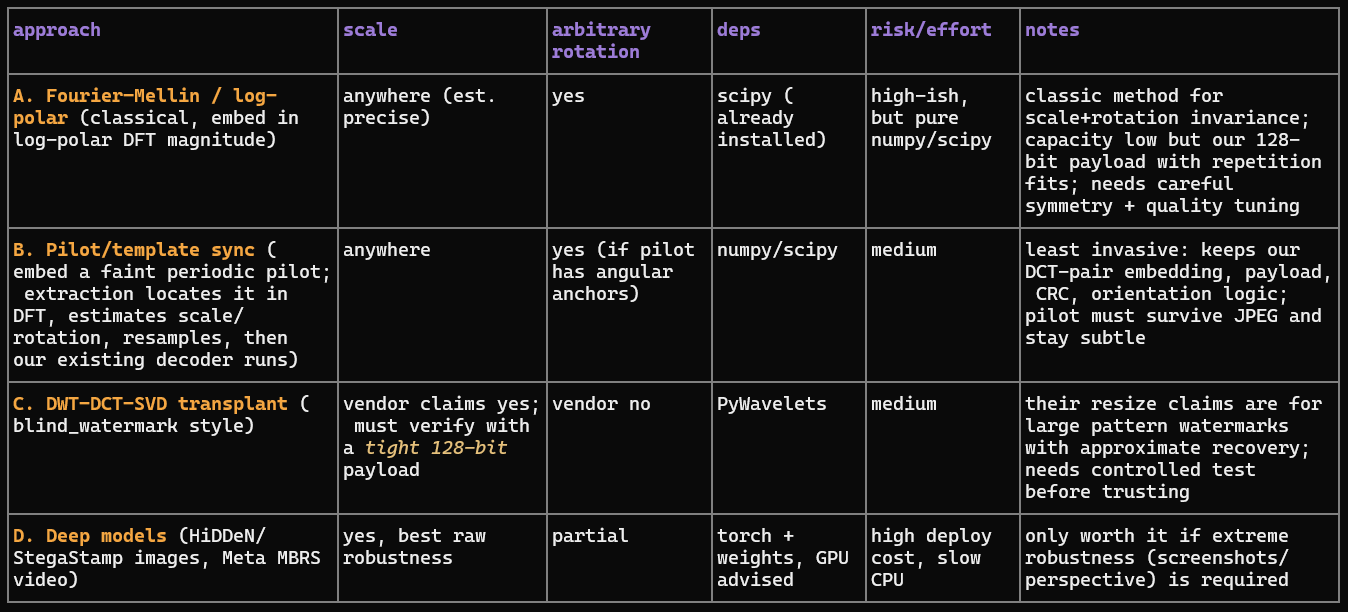 approach
scale
arbitrary
rotation
deps
risk/effort
notes
A. Fourier-Mellin / log-
polar (classical, embed in
log-polar DFT magnitude)
anywhere (est.
precise)
yes
scipy (
already
installed)
high-ish,
but pure
numpy/scipy
classic method for
scale+rotation invariance;
capacity low but our 128-
bit payload with repetition
fits; needs careful
symmetry + quality tuning
B. Pilot/template sync (
embed a faint periodic pilot;
extraction locates it in
DFT, estimates scale/
rotation, resamples, then
our existing decoder runs)
anywhere
yes (if pilot
has angular
anchors)
numpy/scipy
medium
least invasive: keeps our
DCT-pair embedding, payload,
CRC, orientation logic;
pilot must survive JPEG and
stay subtle
C. DWT-DCT-SVD transplant (
blind_watermark style)
vendor claims yes;
must verify with
a tight 128-bit
payload
vendor no
PyWavelets
medium
their resize claims are for
large pattern watermarks
with approximate recovery;
needs controlled test
before trusting
D. Deep models (HiDDeN/
StegaStamp images, Meta MBRS
video)
yes, best raw
robustness
partial
torch +
weights, GPU
advised
high deploy
cost, slow
CPU
only worth it if extreme
robustness (screenshots/
perspective) is required